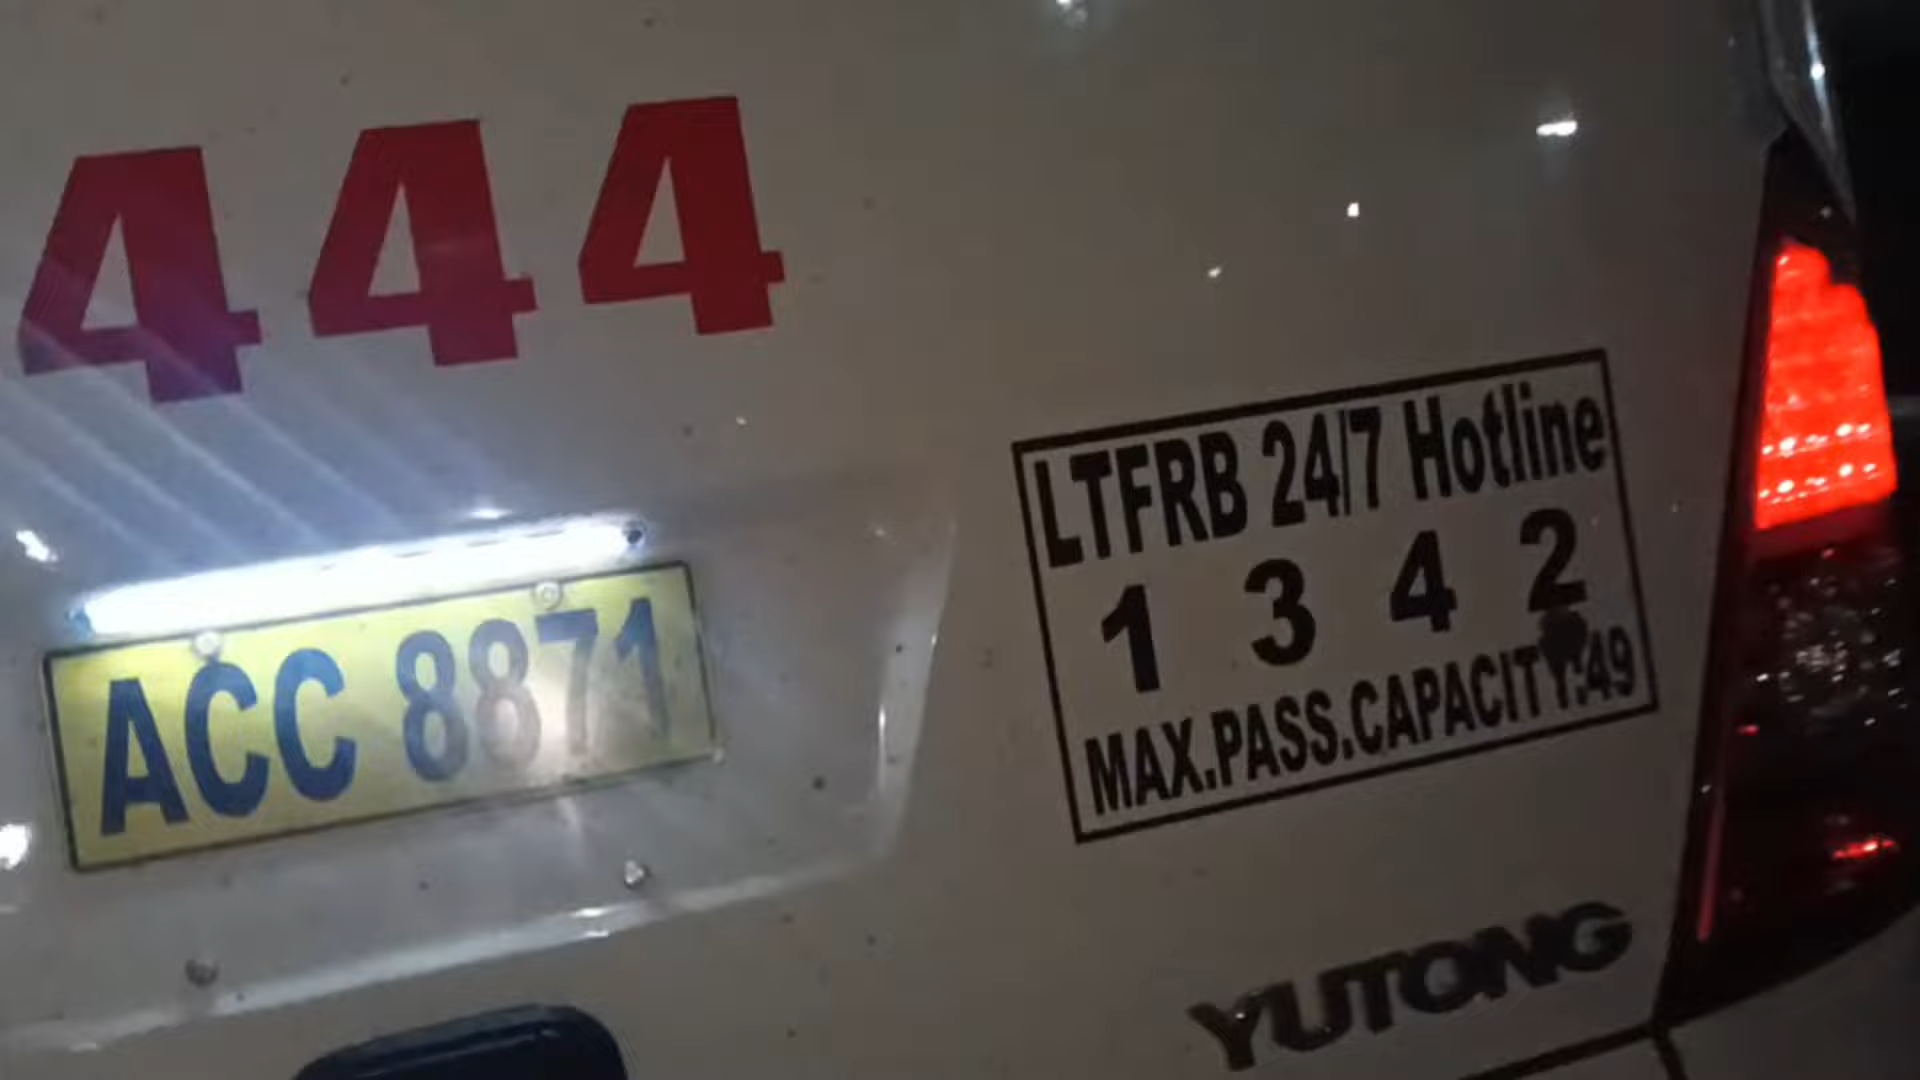 444
ACC 8871
LTFRB 24/7 Hotline
1 3 4 2
MAX.PASS.CAPACITY:49
YUTONG